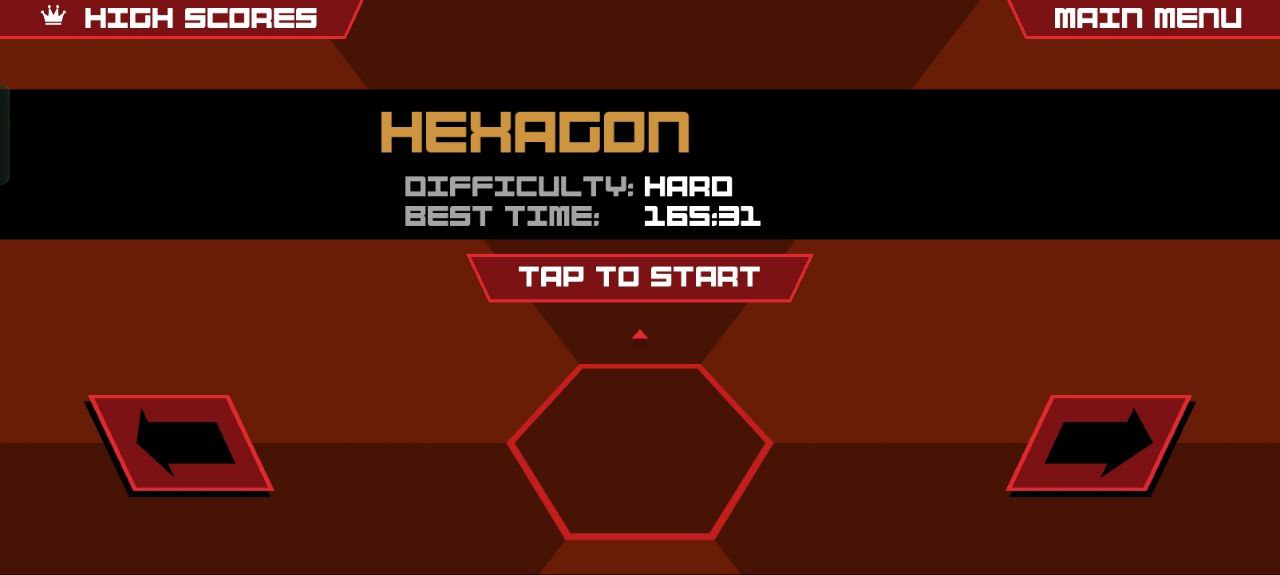 HIGH SCORES
MAIN MENU
HEXAGON
DIFFICULTY: HARD
BEST TIME: 165:31
TAP TO START